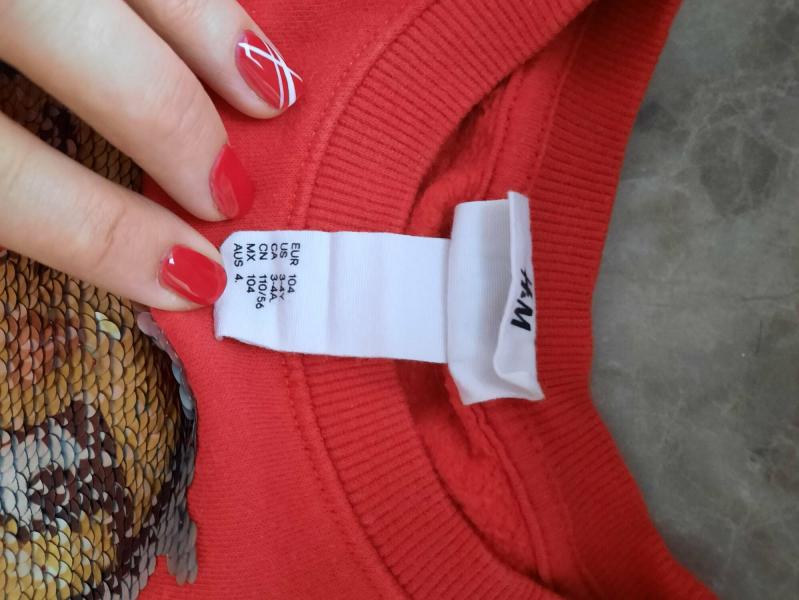 H&M
EUR 104
US 3-4Y
CA 3-4A
CN 110/56
MX 104
AUS 4.